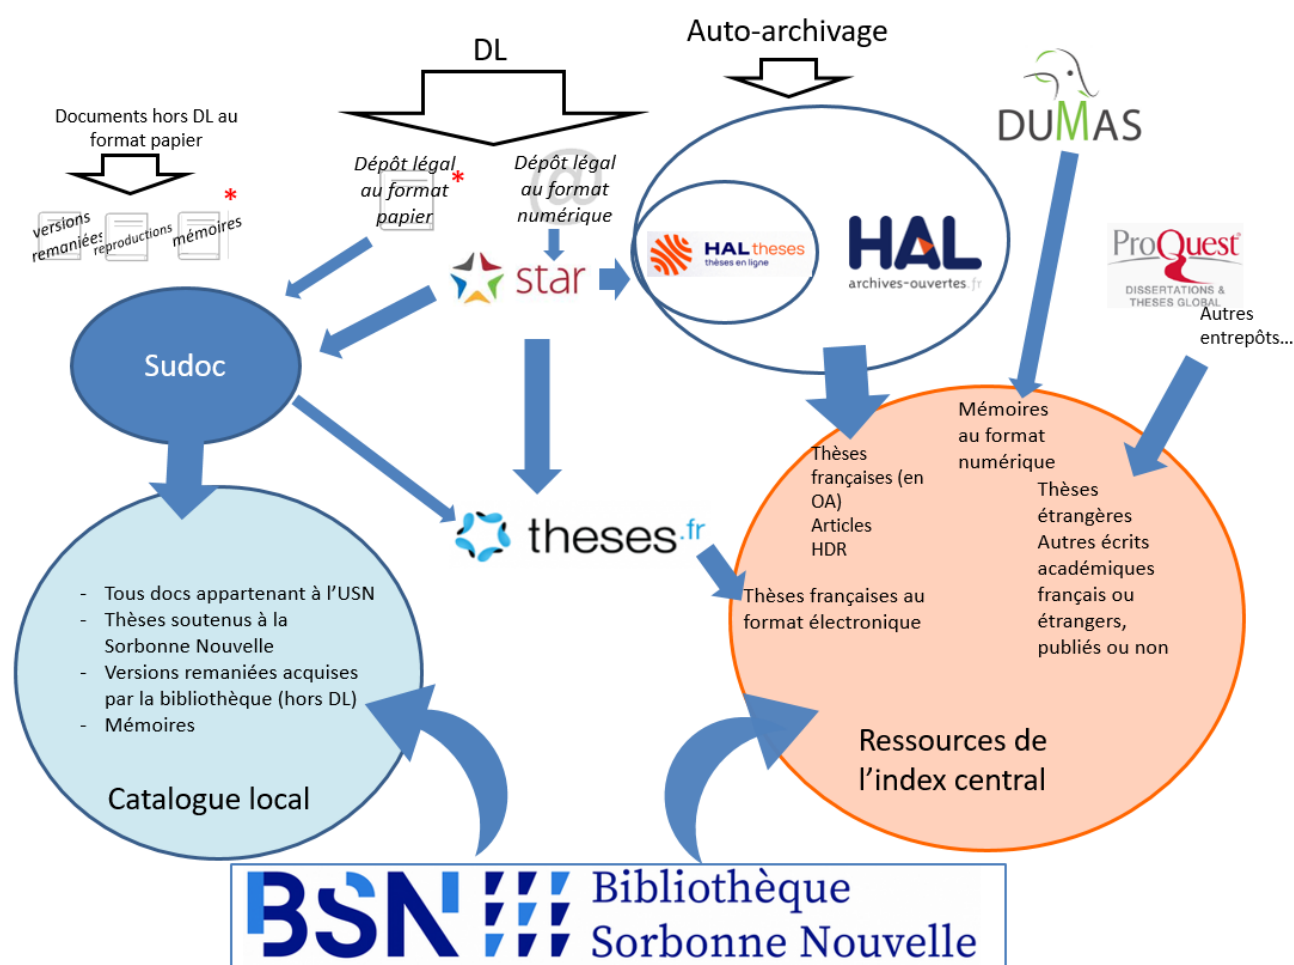 Auto-archivage
DL
DUMAS
Documents hors DL au
format papier
*
versions
remaniées
reproductions
mémoires
Dépôt légal
au format
papier
*
@
Dépôt légal
au format
numérique
star
HAL theses
thèses en ligne
HAL
archives-ouvertes.fr
ProQuest®
DISSERTATIONS &
THESES GLOBAL
Autres
entrepôts...
Sudoc
theses.fr
Thèses
françaises (en
OA)
Articles
HDR
Mémoires
au format
numérique
Thèses
étrangères
Autres écrits
académiques
français ou
étrangers,
publiés ou non
Thèses françaises au
format électronique
Ressources de
l’index central
- Tous docs appartenant à l’USN
- Thèses soutenus à la
Sorbonne Nouvelle
- Versions remaniées acquises
par la bibliothèque (hors DL)
- Mémoires
Catalogue local
BSN
Bibliothèque
Sorbonne Nouvelle